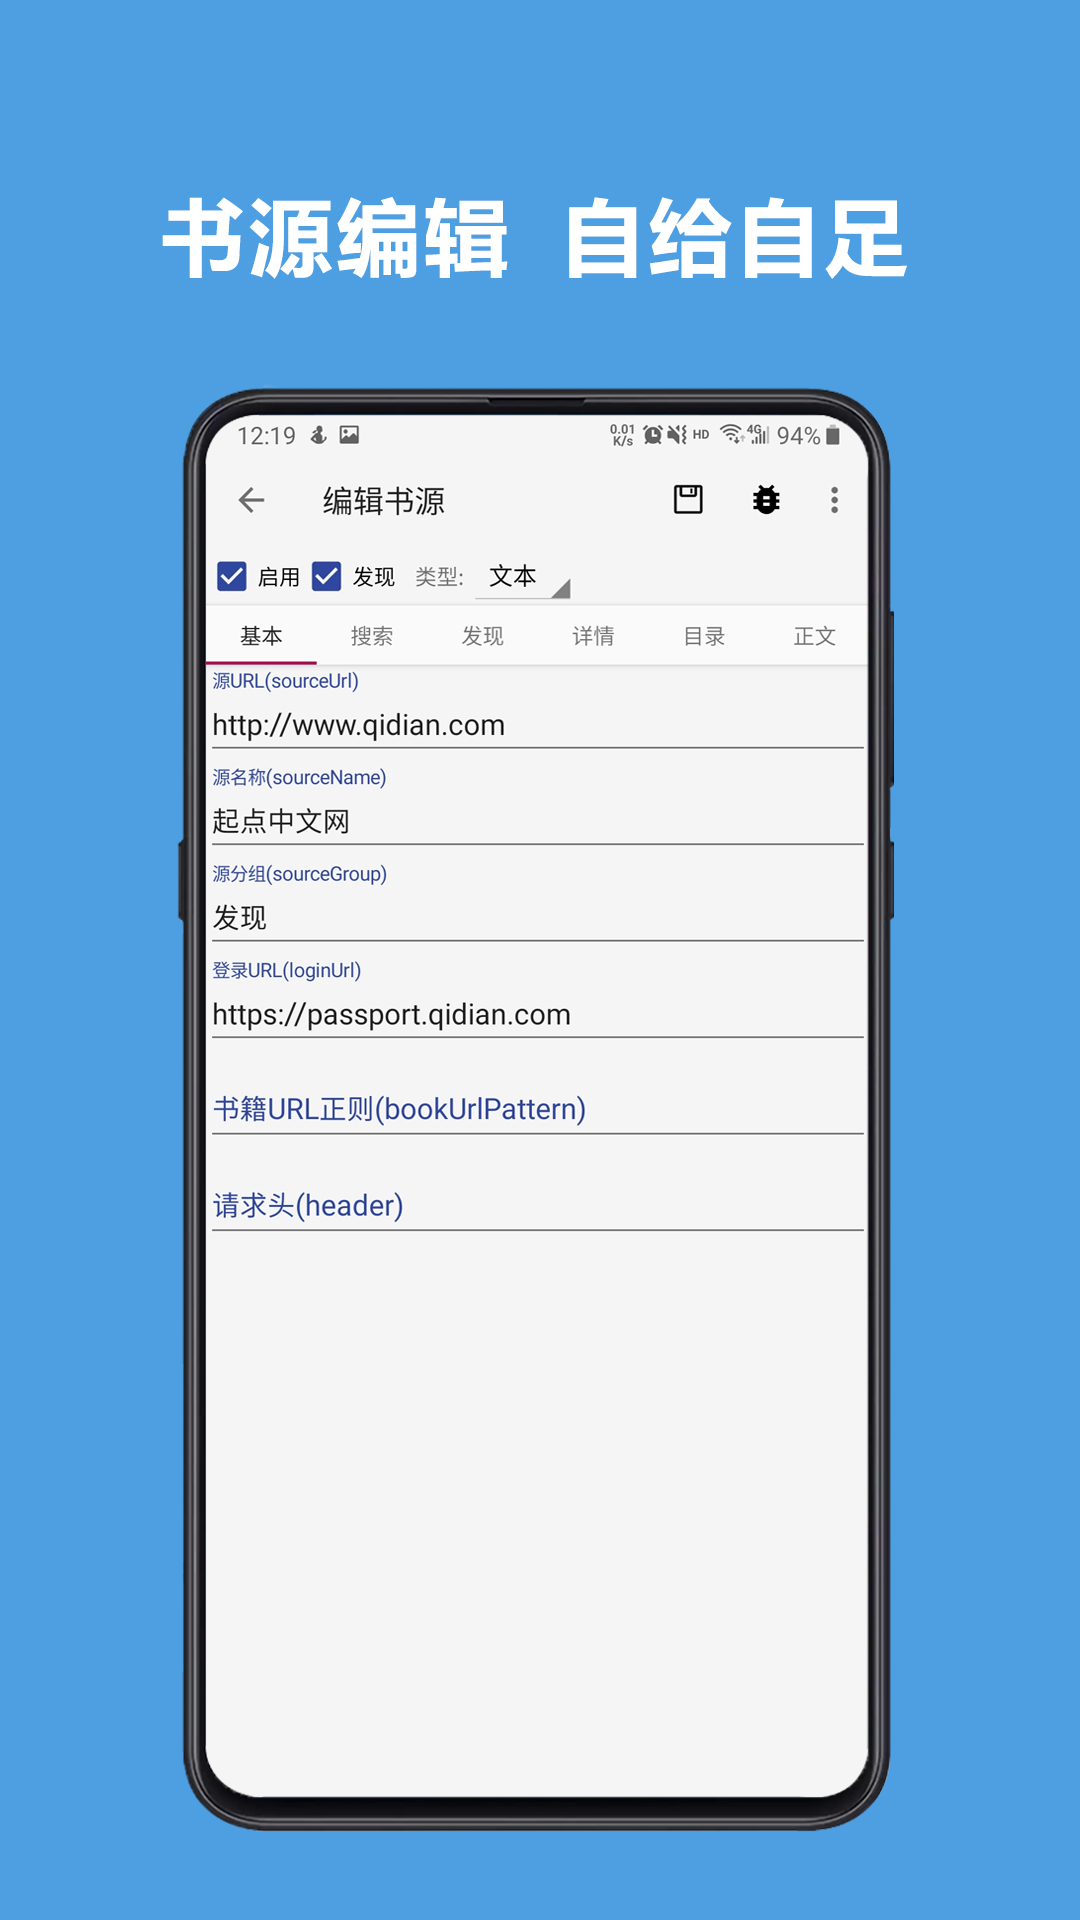 书源编辑 自给自足
12:19 0.01 K/s HD 4G 94%
编辑书源
启用 发现 类型: 文本
基本 搜索 发现 详情 目录 正文
源URL(sourceUrl)
http://www.qidian.com
源名称(sourceName)
起点中文网
源分组(sourceGroup)
发现
登录URL(loginUrl)
https://passport.qidian.com
书籍URL正则(bookUrlPattern)
请求头(header)